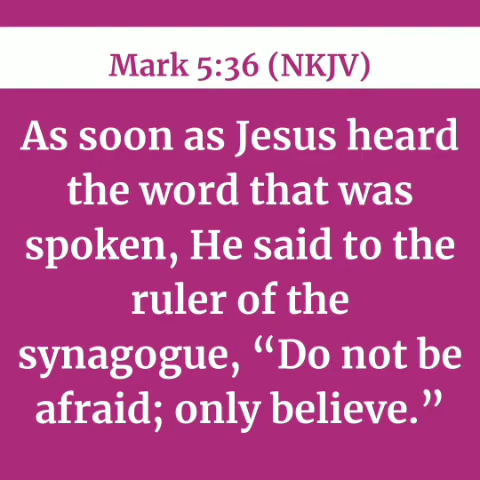 Mark 5:36 (NKJV)
As soon as Jesus heard
the word that was
spoken, He said to the
ruler of the
synagogue, “Do not be
afraid; only believe.”